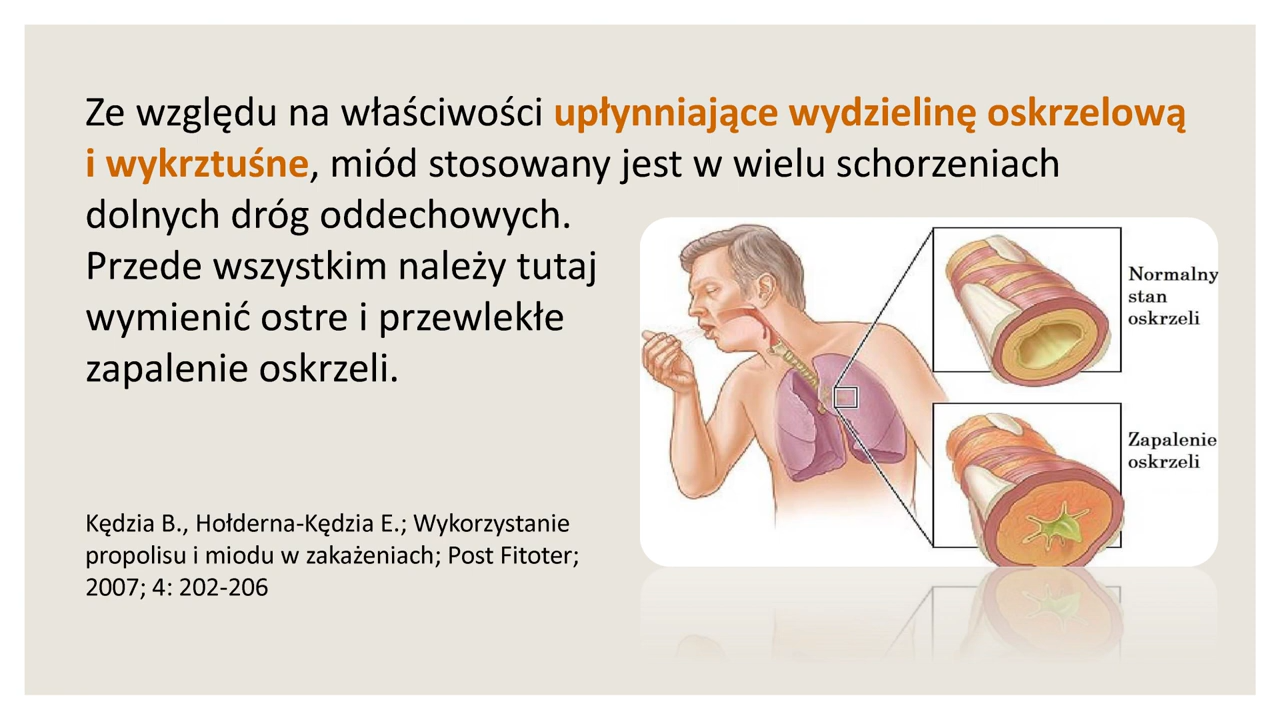 Ze względu na właściwości upłynniające wydzielinę oskrzelową
i wykrztuśne, miód stosowany jest w wielu schorzeniach
dolnych dróg oddechowych.
Przede wszystkim należy tutaj
wymienić ostre i przewlekłe
zapalenie oskrzeli.
Normalny
stan
oskrzeli
Zapalenie
oskrzeli
Kędzia B., Hołderna-Kędzia E.; Wykorzystanie
propolisu i miodu w zakażeniach; Post Fitoter;
2007; 4: 202-206